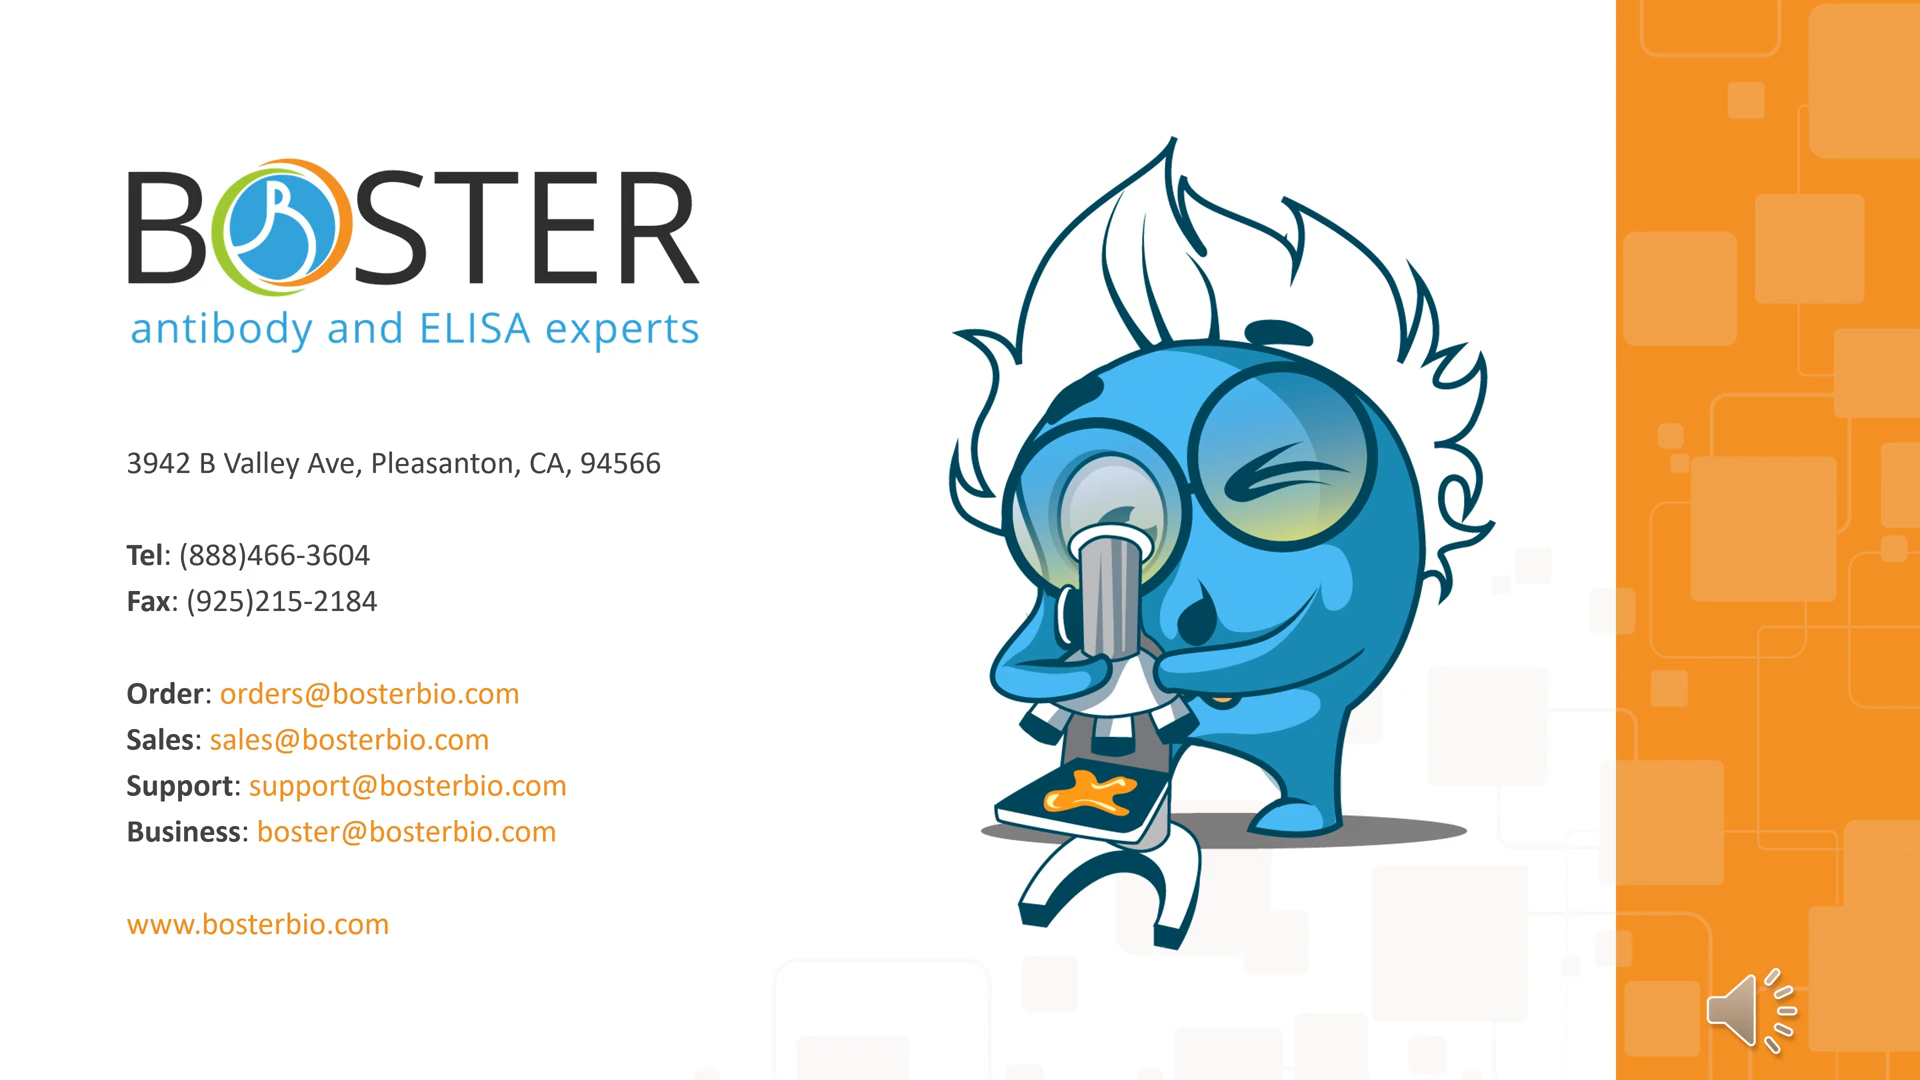 BOSTER
antibody and ELISA experts
3942 B Valley Ave, Pleasanton, CA, 94566
Tel: (888)466-3604
Fax: (925)215-2184
Order: orders@bosterbio.com
Sales: sales@bosterbio.com
Support: support@bosterbio.com
Business: boster@bosterbio.com
www.bosterbio.com